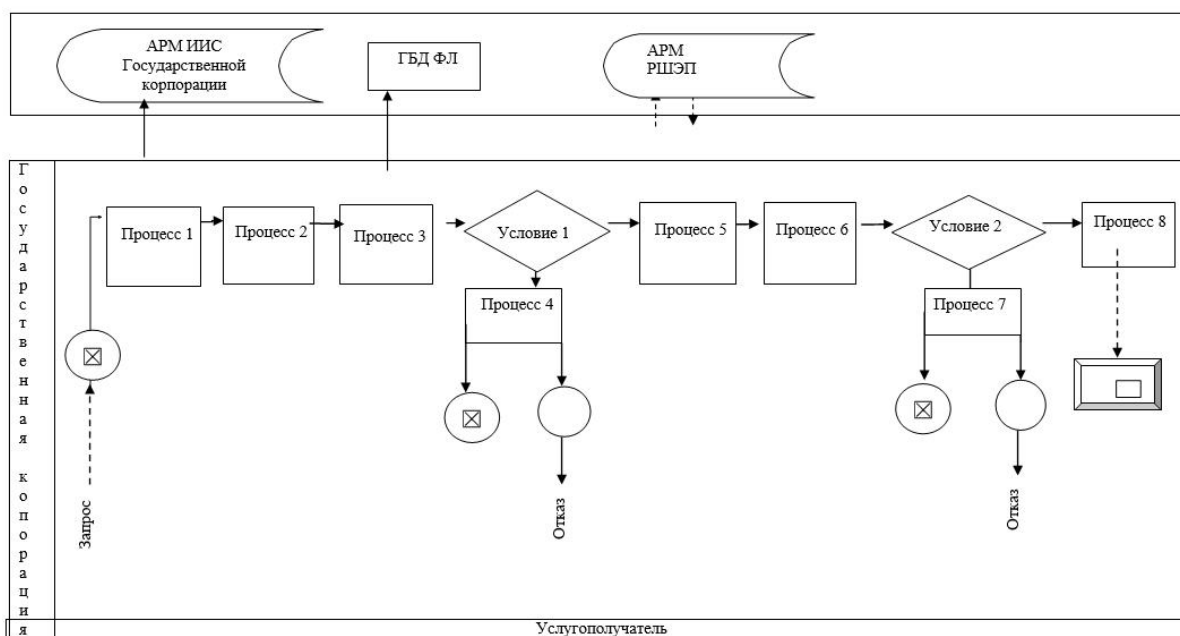 АРМ ИИС
Государственной
корпорации
ГБД ФЛ
АРМ
РШЭП
Государственная копорация
Процесс 1
Процесс 2
Процесс 3
Условие 1
Процесс 5
Процесс 6
Условие 2
Процесс 8
Процесс 4
Процесс 7
Запрос
Отказ
Отказ
Услугополучатель